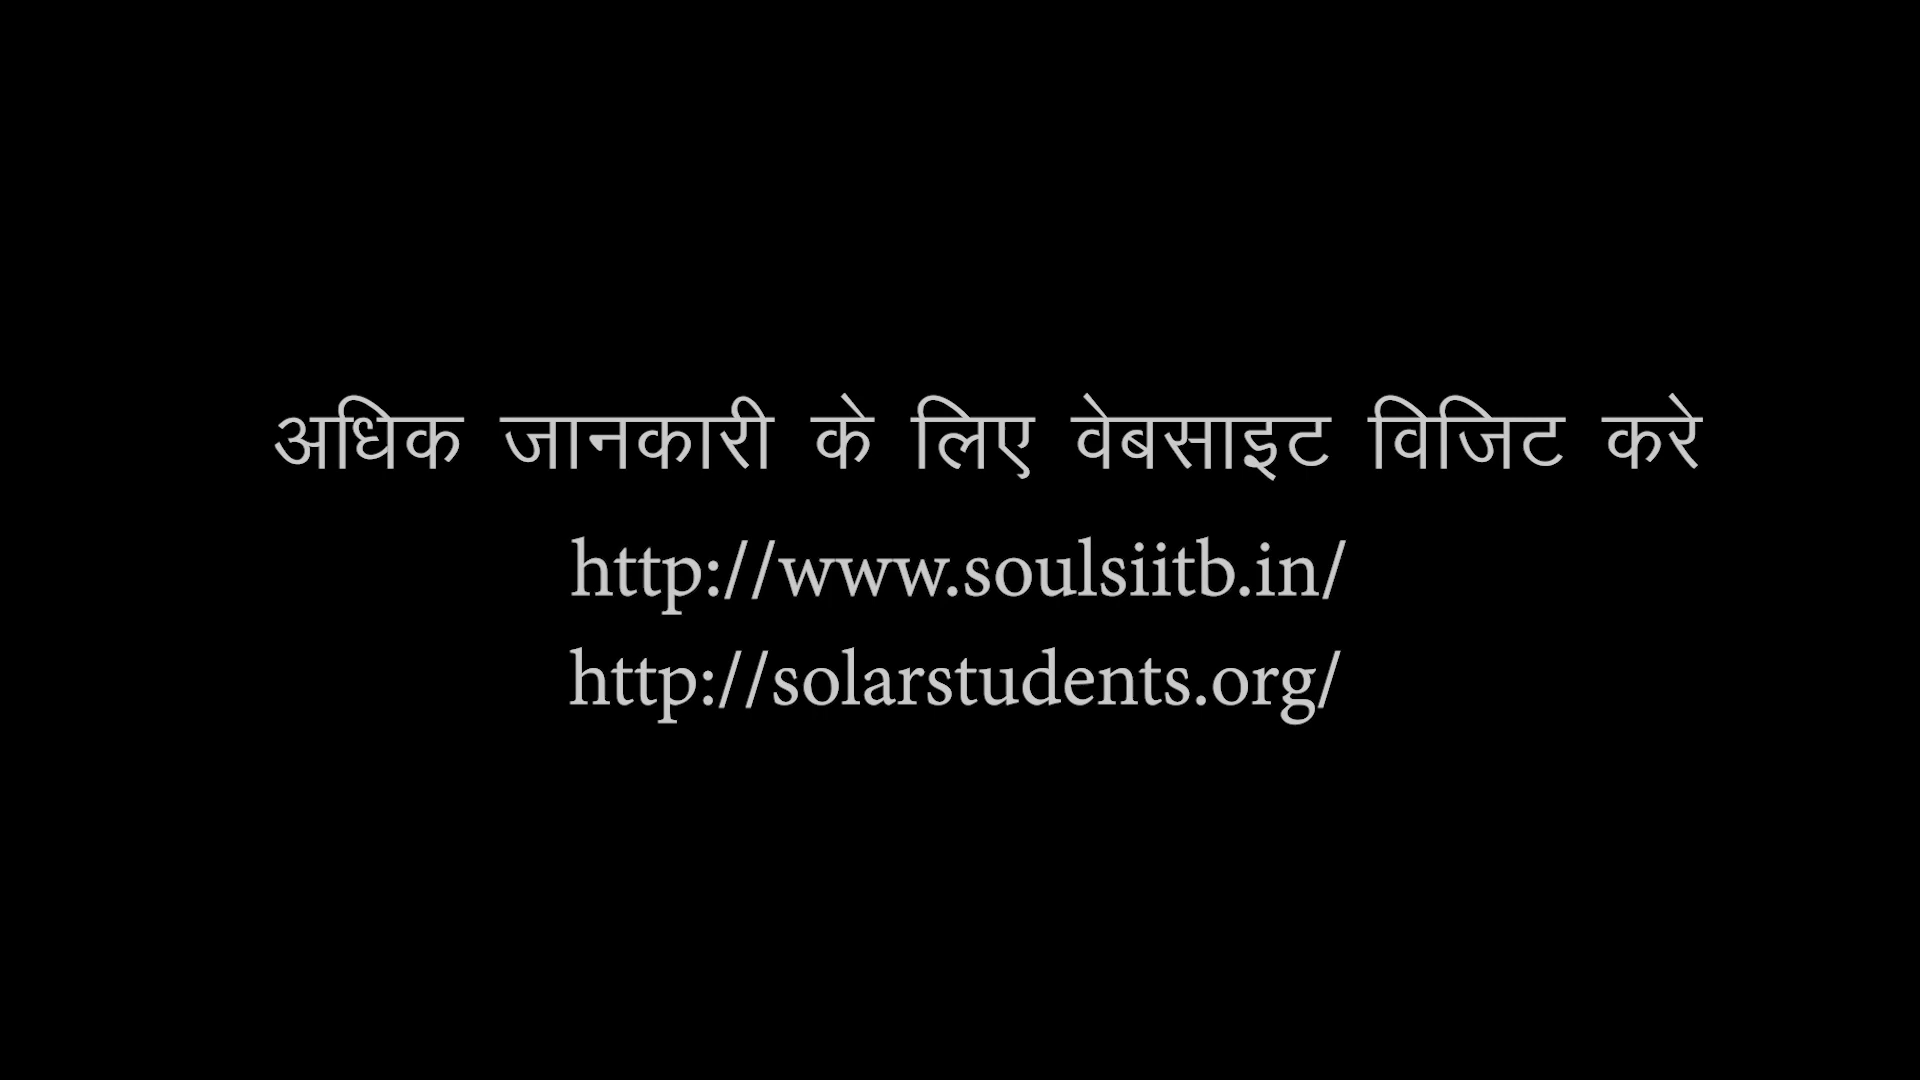 अधिक जानकारी के लिए वेबसाइट विजिट करे
http://www.soulsiitb.in/
http://solarstudents.org/